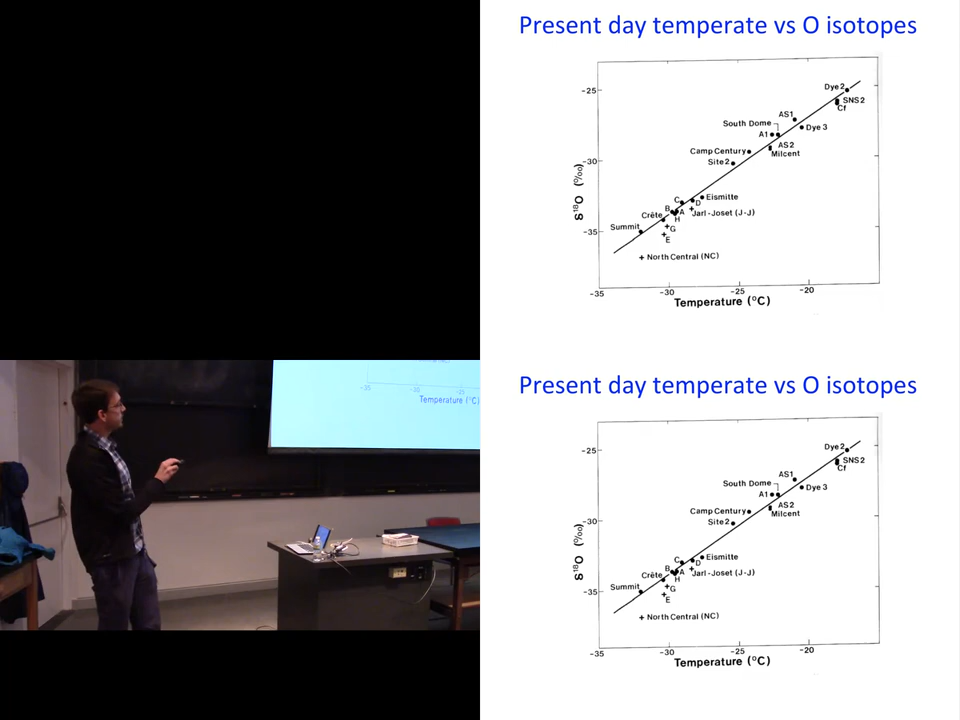 Present day temperate vs O isotopes
Dye 2
-25
SNS 2
Cf
AS1
South Dome
Dye 3
A1
AS2
Milcent
Camp Century
-30
Site 2
δ¹⁸O (‰)
C
Eismitte
D
B
A
Jarl-Joset (J-J)
Crête
H
G
Summit
E
-35
North Central (NC)
-35
-30
-25
-20
Temperature (°C)
-35
-30
-25
Temperature (°C)
Present day temperate vs O isotopes
Dye 2
-25
SNS 2
Cf
AS1
South Dome
Dye 3
A1
AS2
Milcent
Camp Century
-30
Site 2
δ¹⁸O (‰)
C
Eismitte
D
B
A
Jarl-Joset (J-J)
Crête
H
G
Summit
E
-35
North Central (NC)
-35
-30
-25
-20
Temperature (°C)